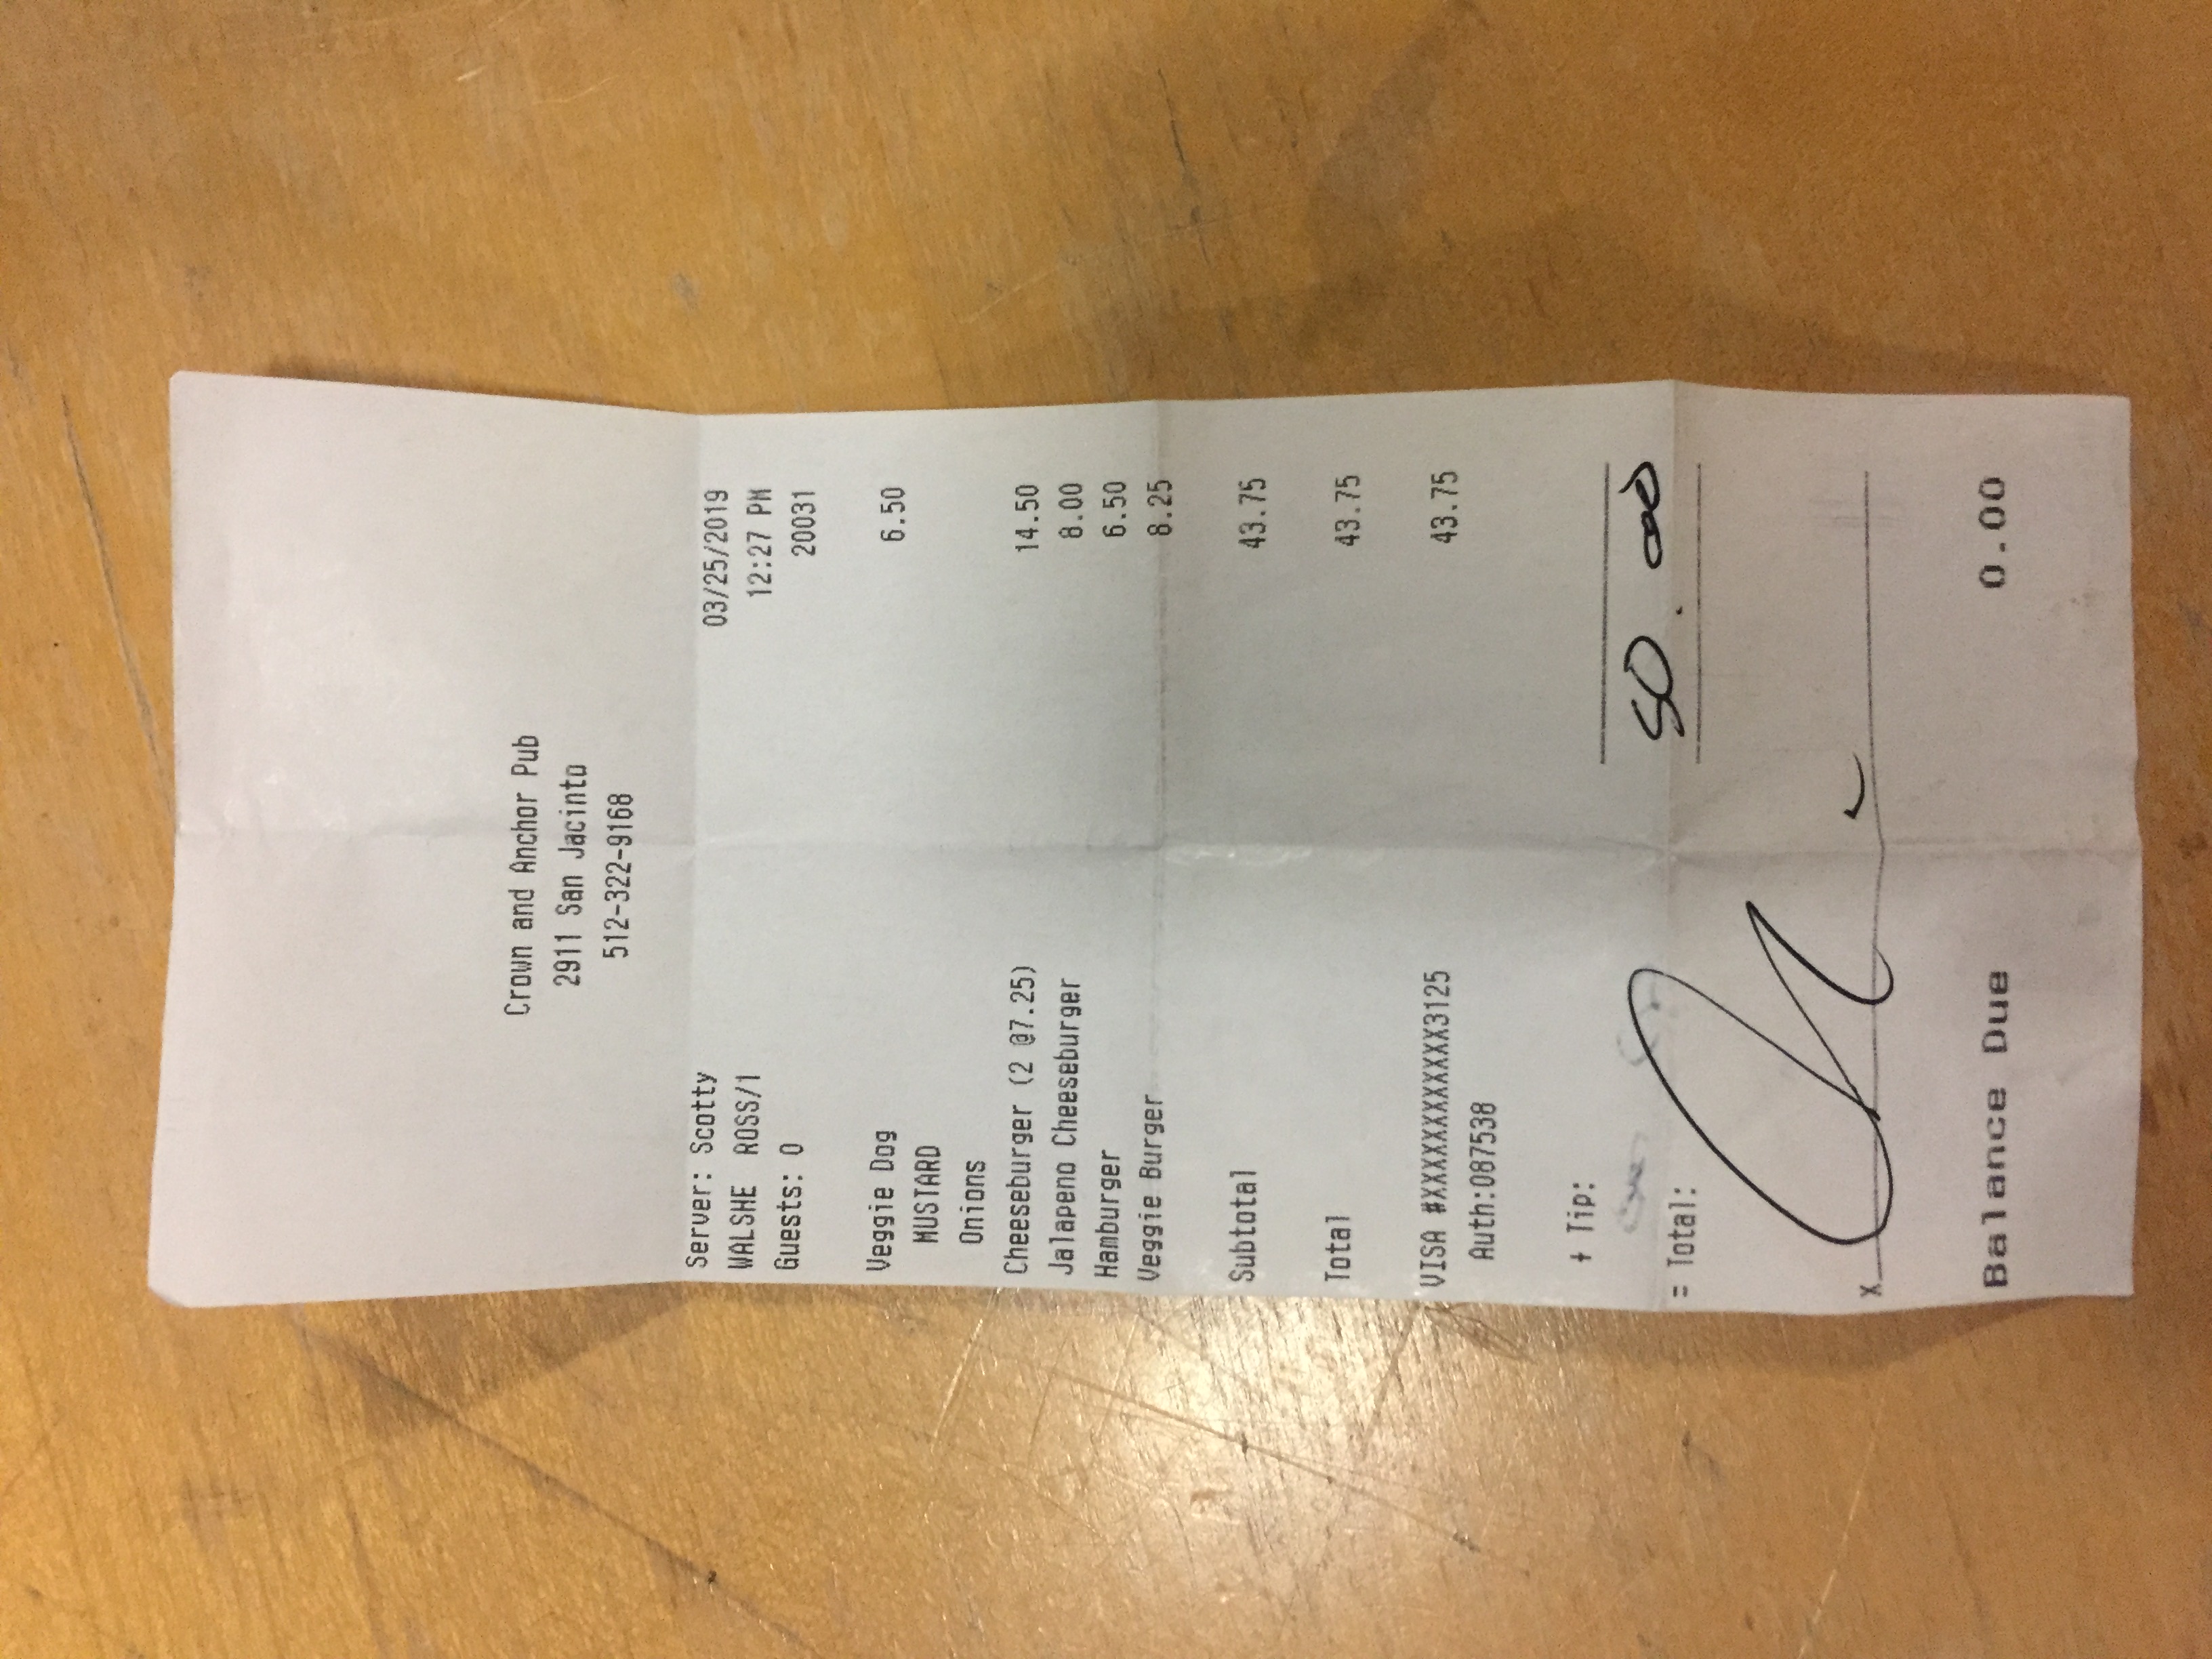 Crown and Anchor Pub
2911 San Jacinto
512-322-9168
Server: Scotty 03/25/2019
WALSHE ROSS/1 12:27 PM
Guests: 0 20031
Veggie Dog 6.50
MUSTARD
Onions
Cheeseburger (2 @7.25) 14.50
Jalapeno Cheeseburger 8.00
Hamburger 6.50
Veggie Burger 8.25
Subtotal 43.75
Total 43.75
VISA #XXXXXXXXXXXX3125 43.75
Auth:087538
+ Tip:
= Total: 50.00
x
Balance Due 0.00